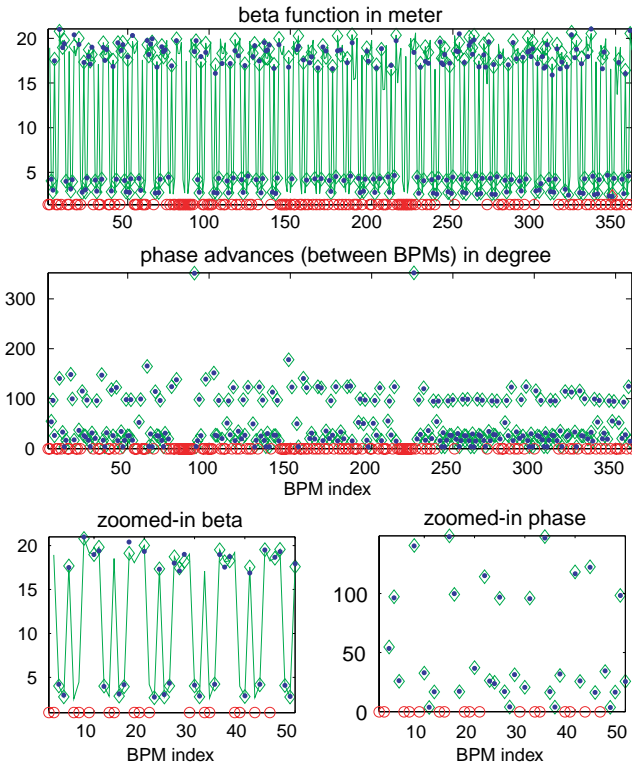 beta function in meter
20
15
10
5
50 100 150 200 250 300 350
phase advances (between BPMs) in degree
300
200
100
0
50 100 150 200 250 300 350
BPM index
zoomed-in beta
20
15
10
5
10 20 30 40 50
BPM index
zoomed-in phase
100
50
0
10 20 30 40 50
BPM index